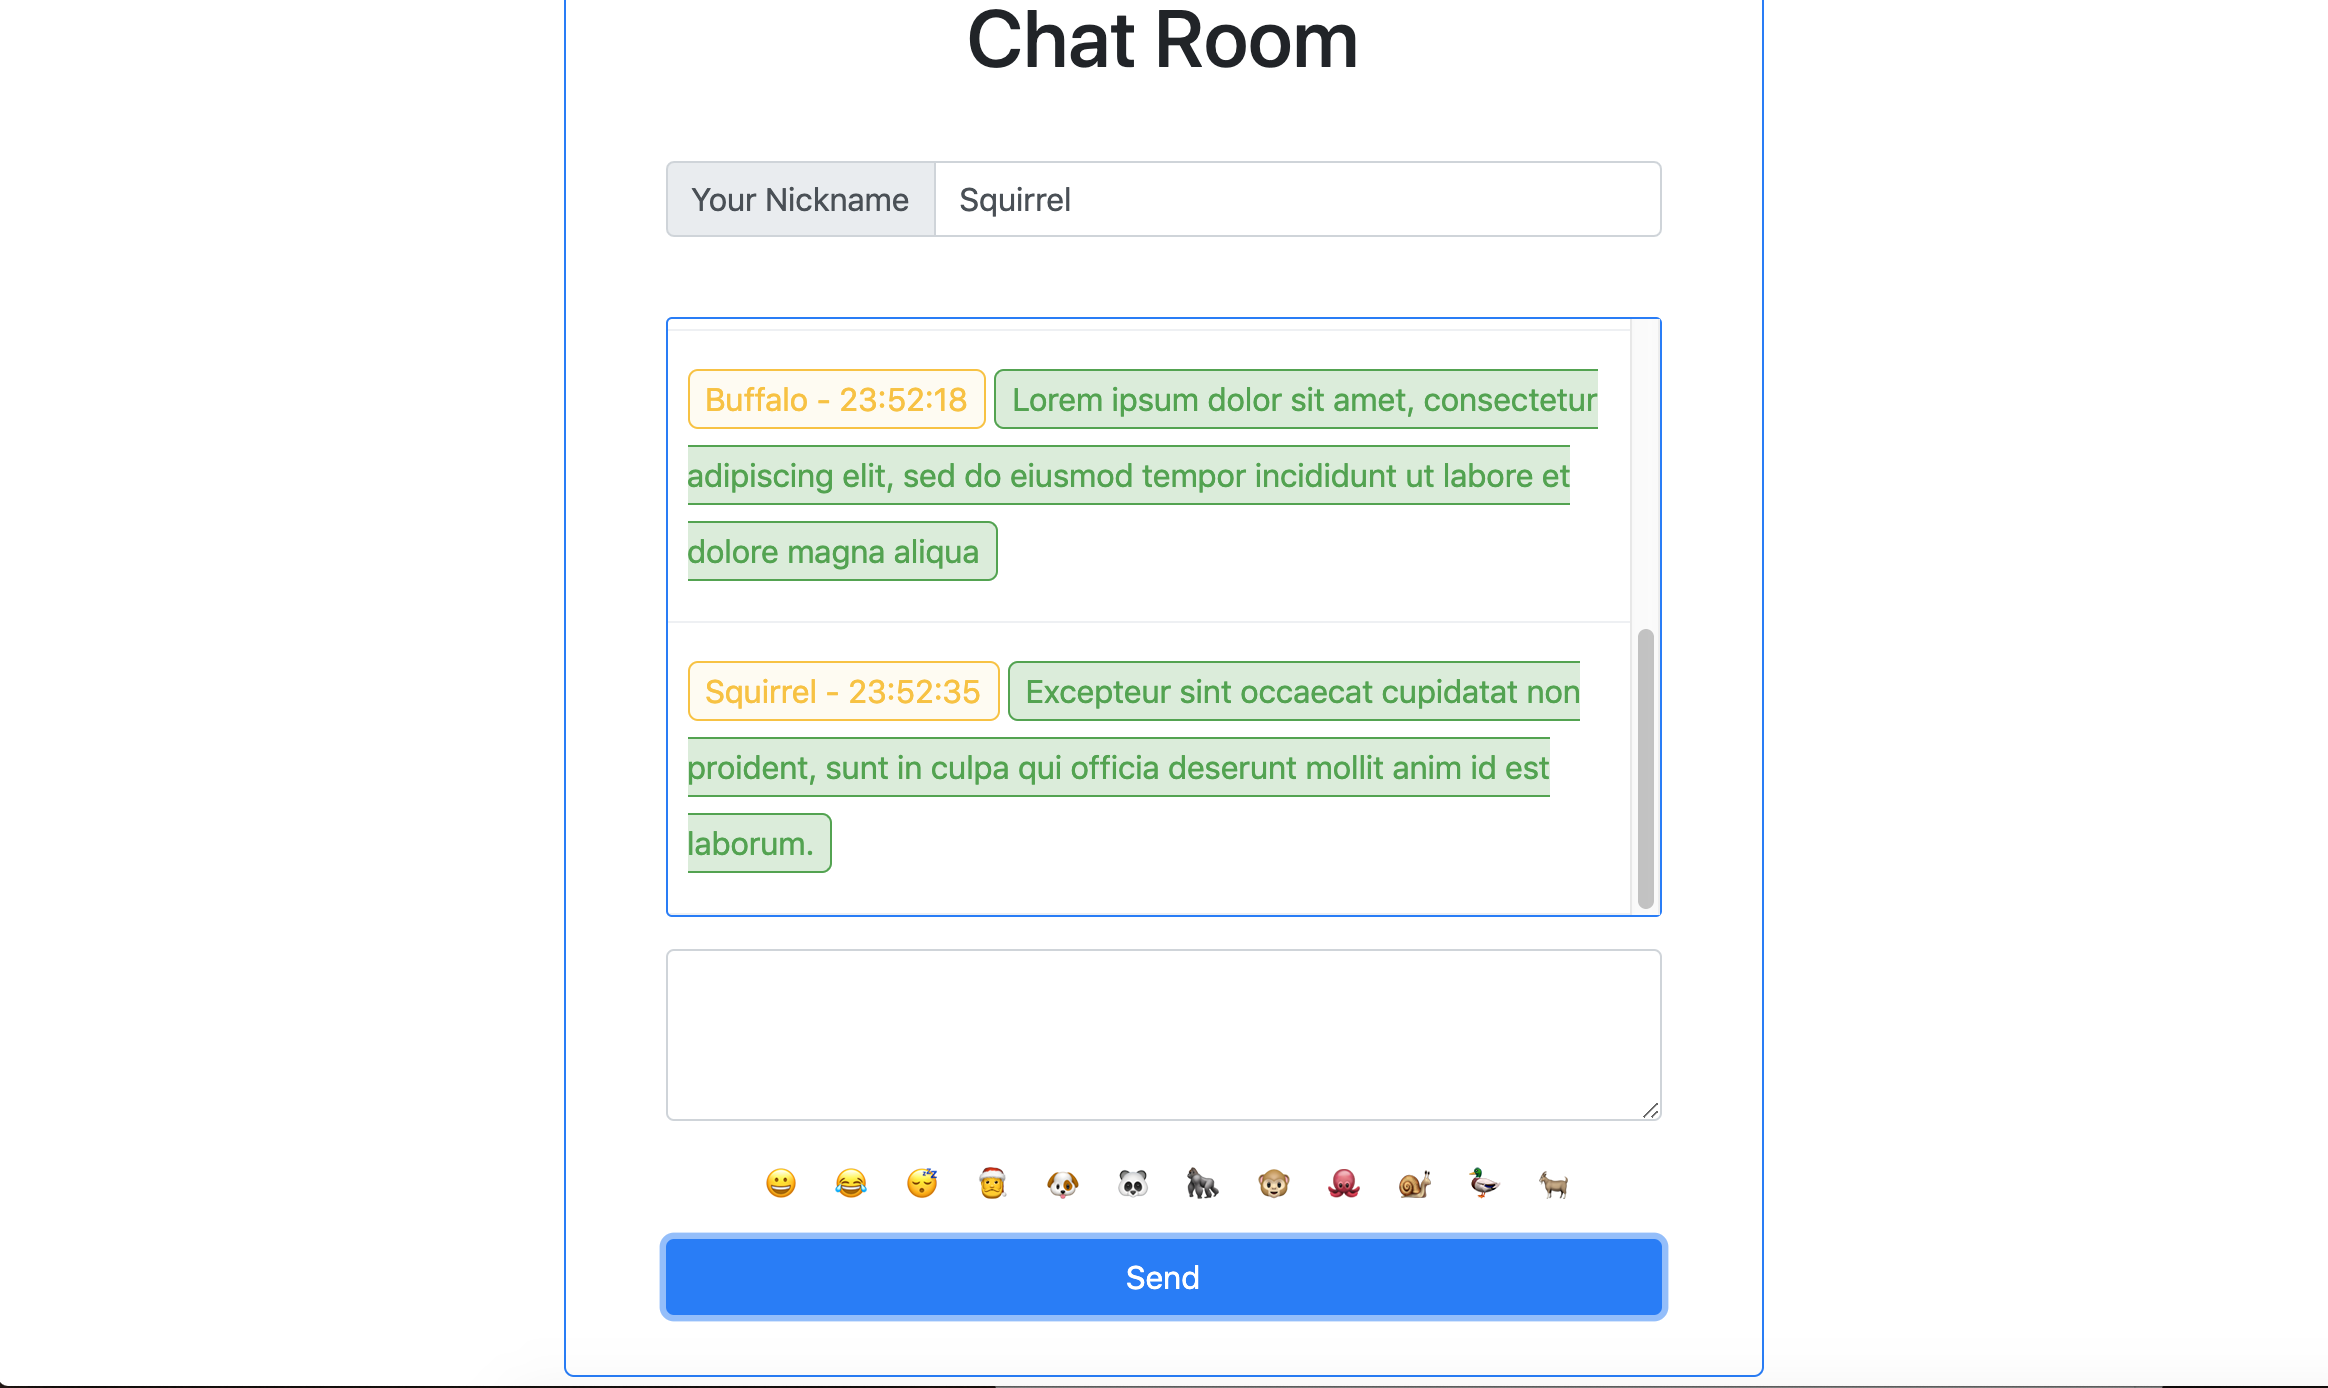 Chat Room
Your Nickname Squirrel
Buffalo - 23:52:18 Lorem ipsum dolor sit amet, consectetur
adipiscing elit, sed do eiusmod tempor incididunt ut labore et
dolore magna aliqua
Squirrel - 23:52:35 Excepteur sint occaecat cupidatat non
proident, sunt in culpa qui officia deserunt mollit anim id est
laborum.
Send